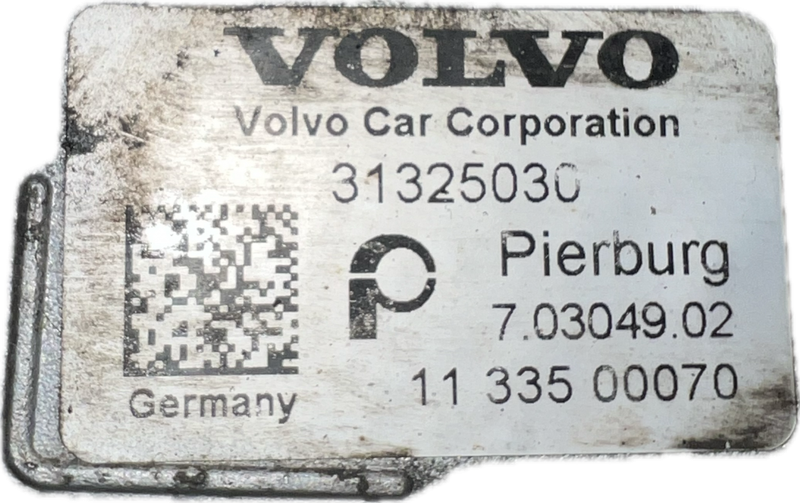 VOLVO
Volvo Car Corporation
31325030
Pierburg
7.03049.02
11 335 00070
Germany